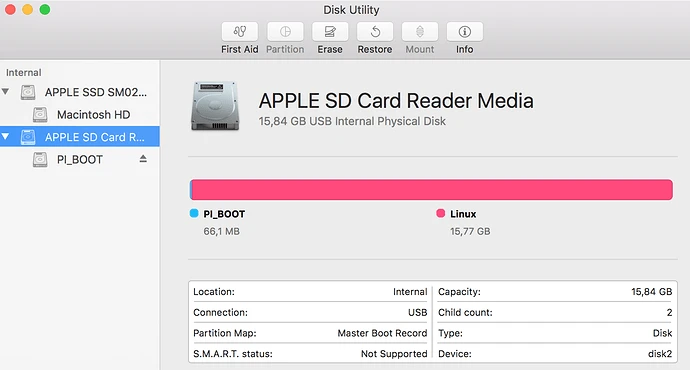 Disk Utility
First Aid Partition Erase Restore Mount Info
Internal
APPLE SSD SM02...
Macintosh HD
APPLE SD Card R...
PI_BOOT
APPLE SD Card Reader Media
15,84 GB USB Internal Physical Disk
PI_BOOT Linux
66,1 MB 15,77 GB
Location: Internal Capacity: 15,84 GB
Connection: USB Child count: 2
Partition Map: Master Boot Record Type: Disk
S.M.A.R.T. status: Not Supported Device: disk2